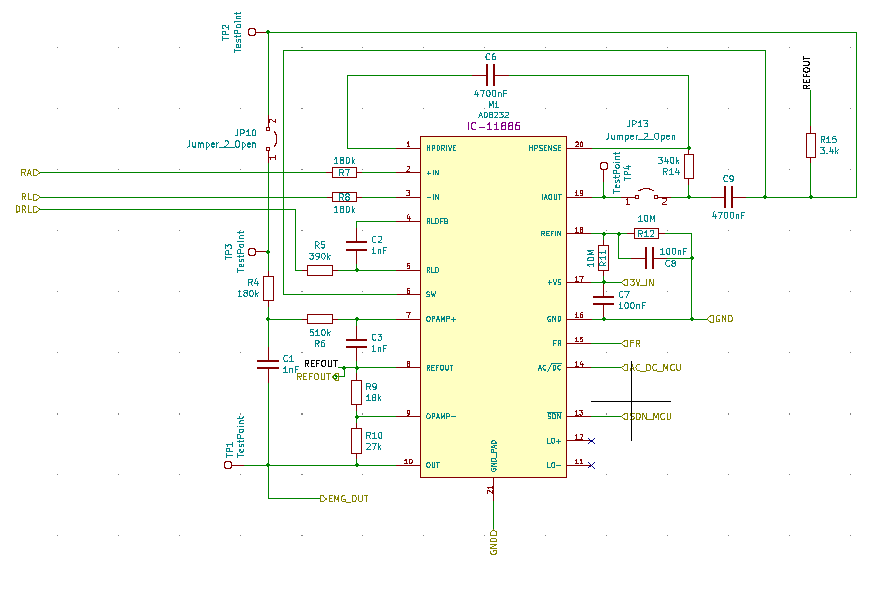 TP2
TestPoint
C6
4700nF
M1
AD8232
IC-11886
REFOUT
JP10
Jumper_2_Open
2
1
JP13
Jumper_2_Open
R15
3.4k
1
HPDRIVE
HPSENSE
20
180k
R7
2
+IN
TestPoint
TP4
340k
R14
RA
RL
DRL
R8
180k
3
-IN
IAOUT
19
1
2
C9
4700nF
4
RLDFB
REFIN
18
10M
R12
TP3
TestPoint
R5
390k
C2
1nF
5
RLD
10M
R11
100nF
C8
R4
180k
6
SW
+VS
17
3V_IN
C7
100nF
510k
R6
7
OPAMP+
GND
16
GND
C1
1nF
C3
1nF
FR
15
FR
REFOUT
REFOUT
8
REFOUT
AC/DC
14
AC_DC_MCU
R9
18k
9
OPAMP-
SDN
13
SDN_MCU
TP1
TestPoint
R10
27k
LO+
12
10
OUT
GND_PAD
LO-
11
21
EMG_OUT
GND